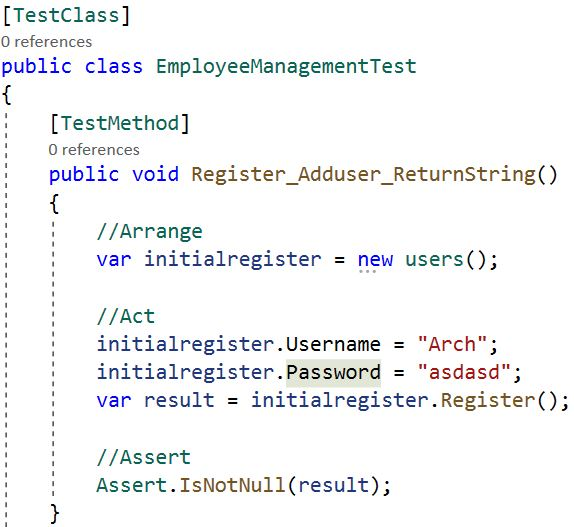 [TestClass]
0 references
public class EmployeeManagementTest
{
[TestMethod]
0 references
public void Register_Adduser_ReturnString()
{
//Arrange
var initialregister = new users();
//Act
initialregister.Username = "Arch";
initialregister.Password = "asdasd";
var result = initialregister.Register();
//Assert
Assert.IsNotNull(result);
}